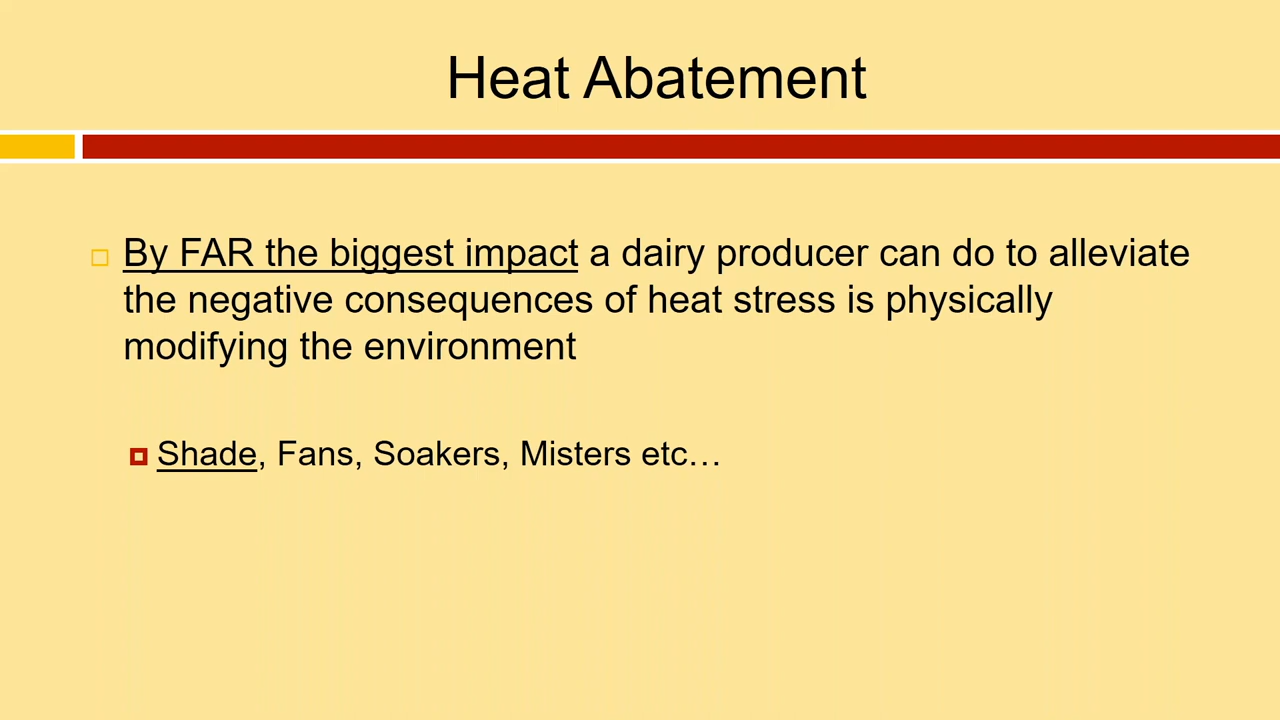 Heat Abatement
By FAR the biggest impact a dairy producer can do to alleviate
the negative consequences of heat stress is physically
modifying the environment
Shade, Fans, Soakers, Misters etc…